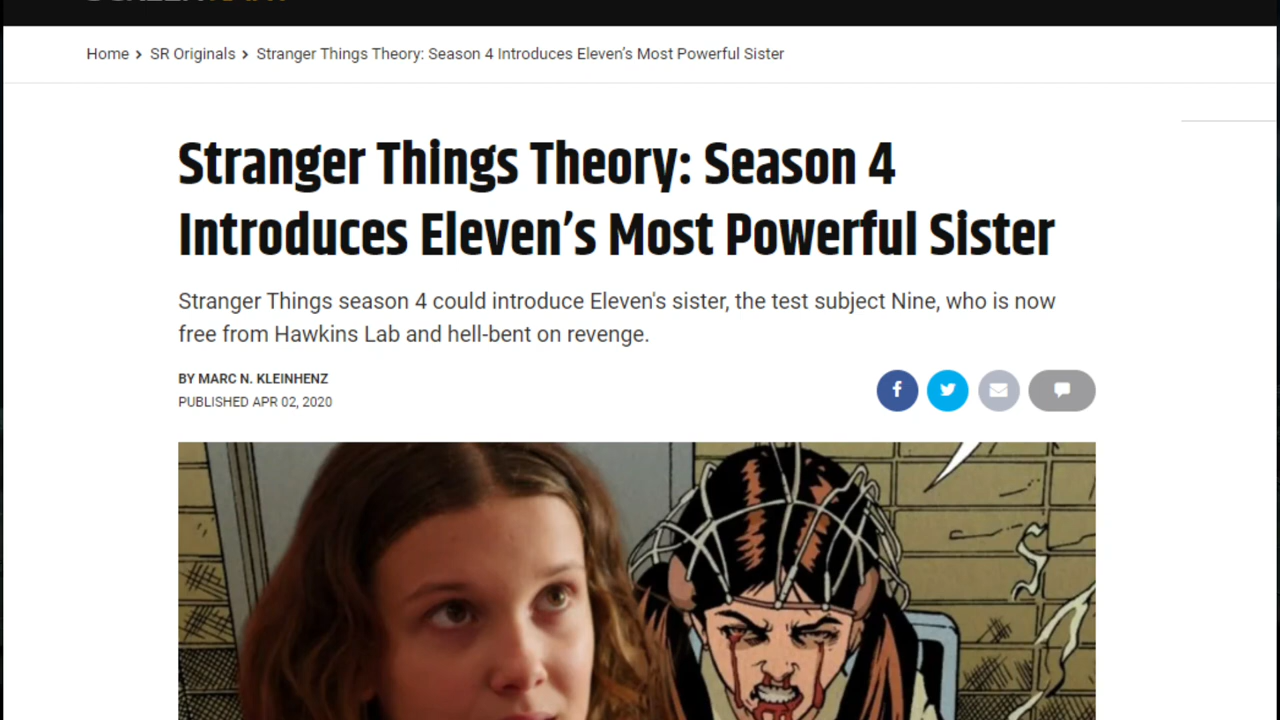 Home › SR Originals › Stranger Things Theory: Season 4 Introduces Eleven’s Most Powerful Sister
Stranger Things Theory: Season 4
Introduces Eleven’s Most Powerful Sister
Stranger Things season 4 could introduce Eleven's sister, the test subject Nine, who is now
free from Hawkins Lab and hell-bent on revenge.
BY MARC N. KLEINHENZ
PUBLISHED APR 02, 2020